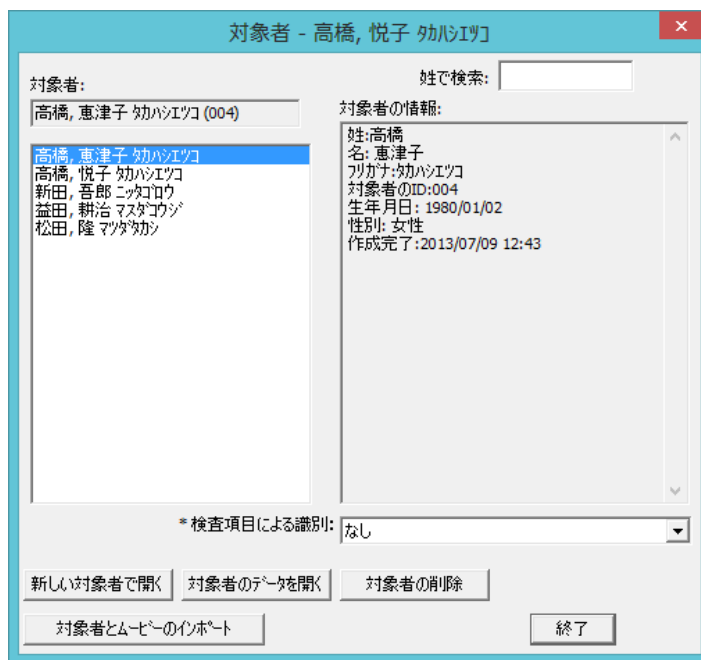 対象者 - 高橋, 悦子 ﾀｶﾊｼｴﾂｺ
×
姓で検索:
対象者:
高橋, 恵津子 ﾀｶﾊｼｴﾂｺ (004)
高橋, 恵津子 ﾀｶﾊｼｴﾂｺ
高橋, 悦子 ﾀｶﾊｼｴﾂｺ
新田, 吾郎 ﾆｯﾀｺﾞﾛｳ
益田, 耕治 ﾏｽﾀﾞｺｳｼﾞ
松田, 隆 ﾏﾂﾀﾞﾀｶｼ
対象者の情報:
姓:高橋
名: 恵津子
ﾌﾘｶﾞﾅ:ﾀｶﾊｼｴﾂｺ
対象者のID:004
生年月日: 1980/01/02
性別: 女性
作成完了:2013/07/09 12:43
* 検査項目による識別:
なし
新しい対象者で開く
対象者のﾃﾞｰﾀを開く
対象者の削除
対象者とﾑｰﾋﾞｰのｲﾝﾎﾟｰﾄ
終了